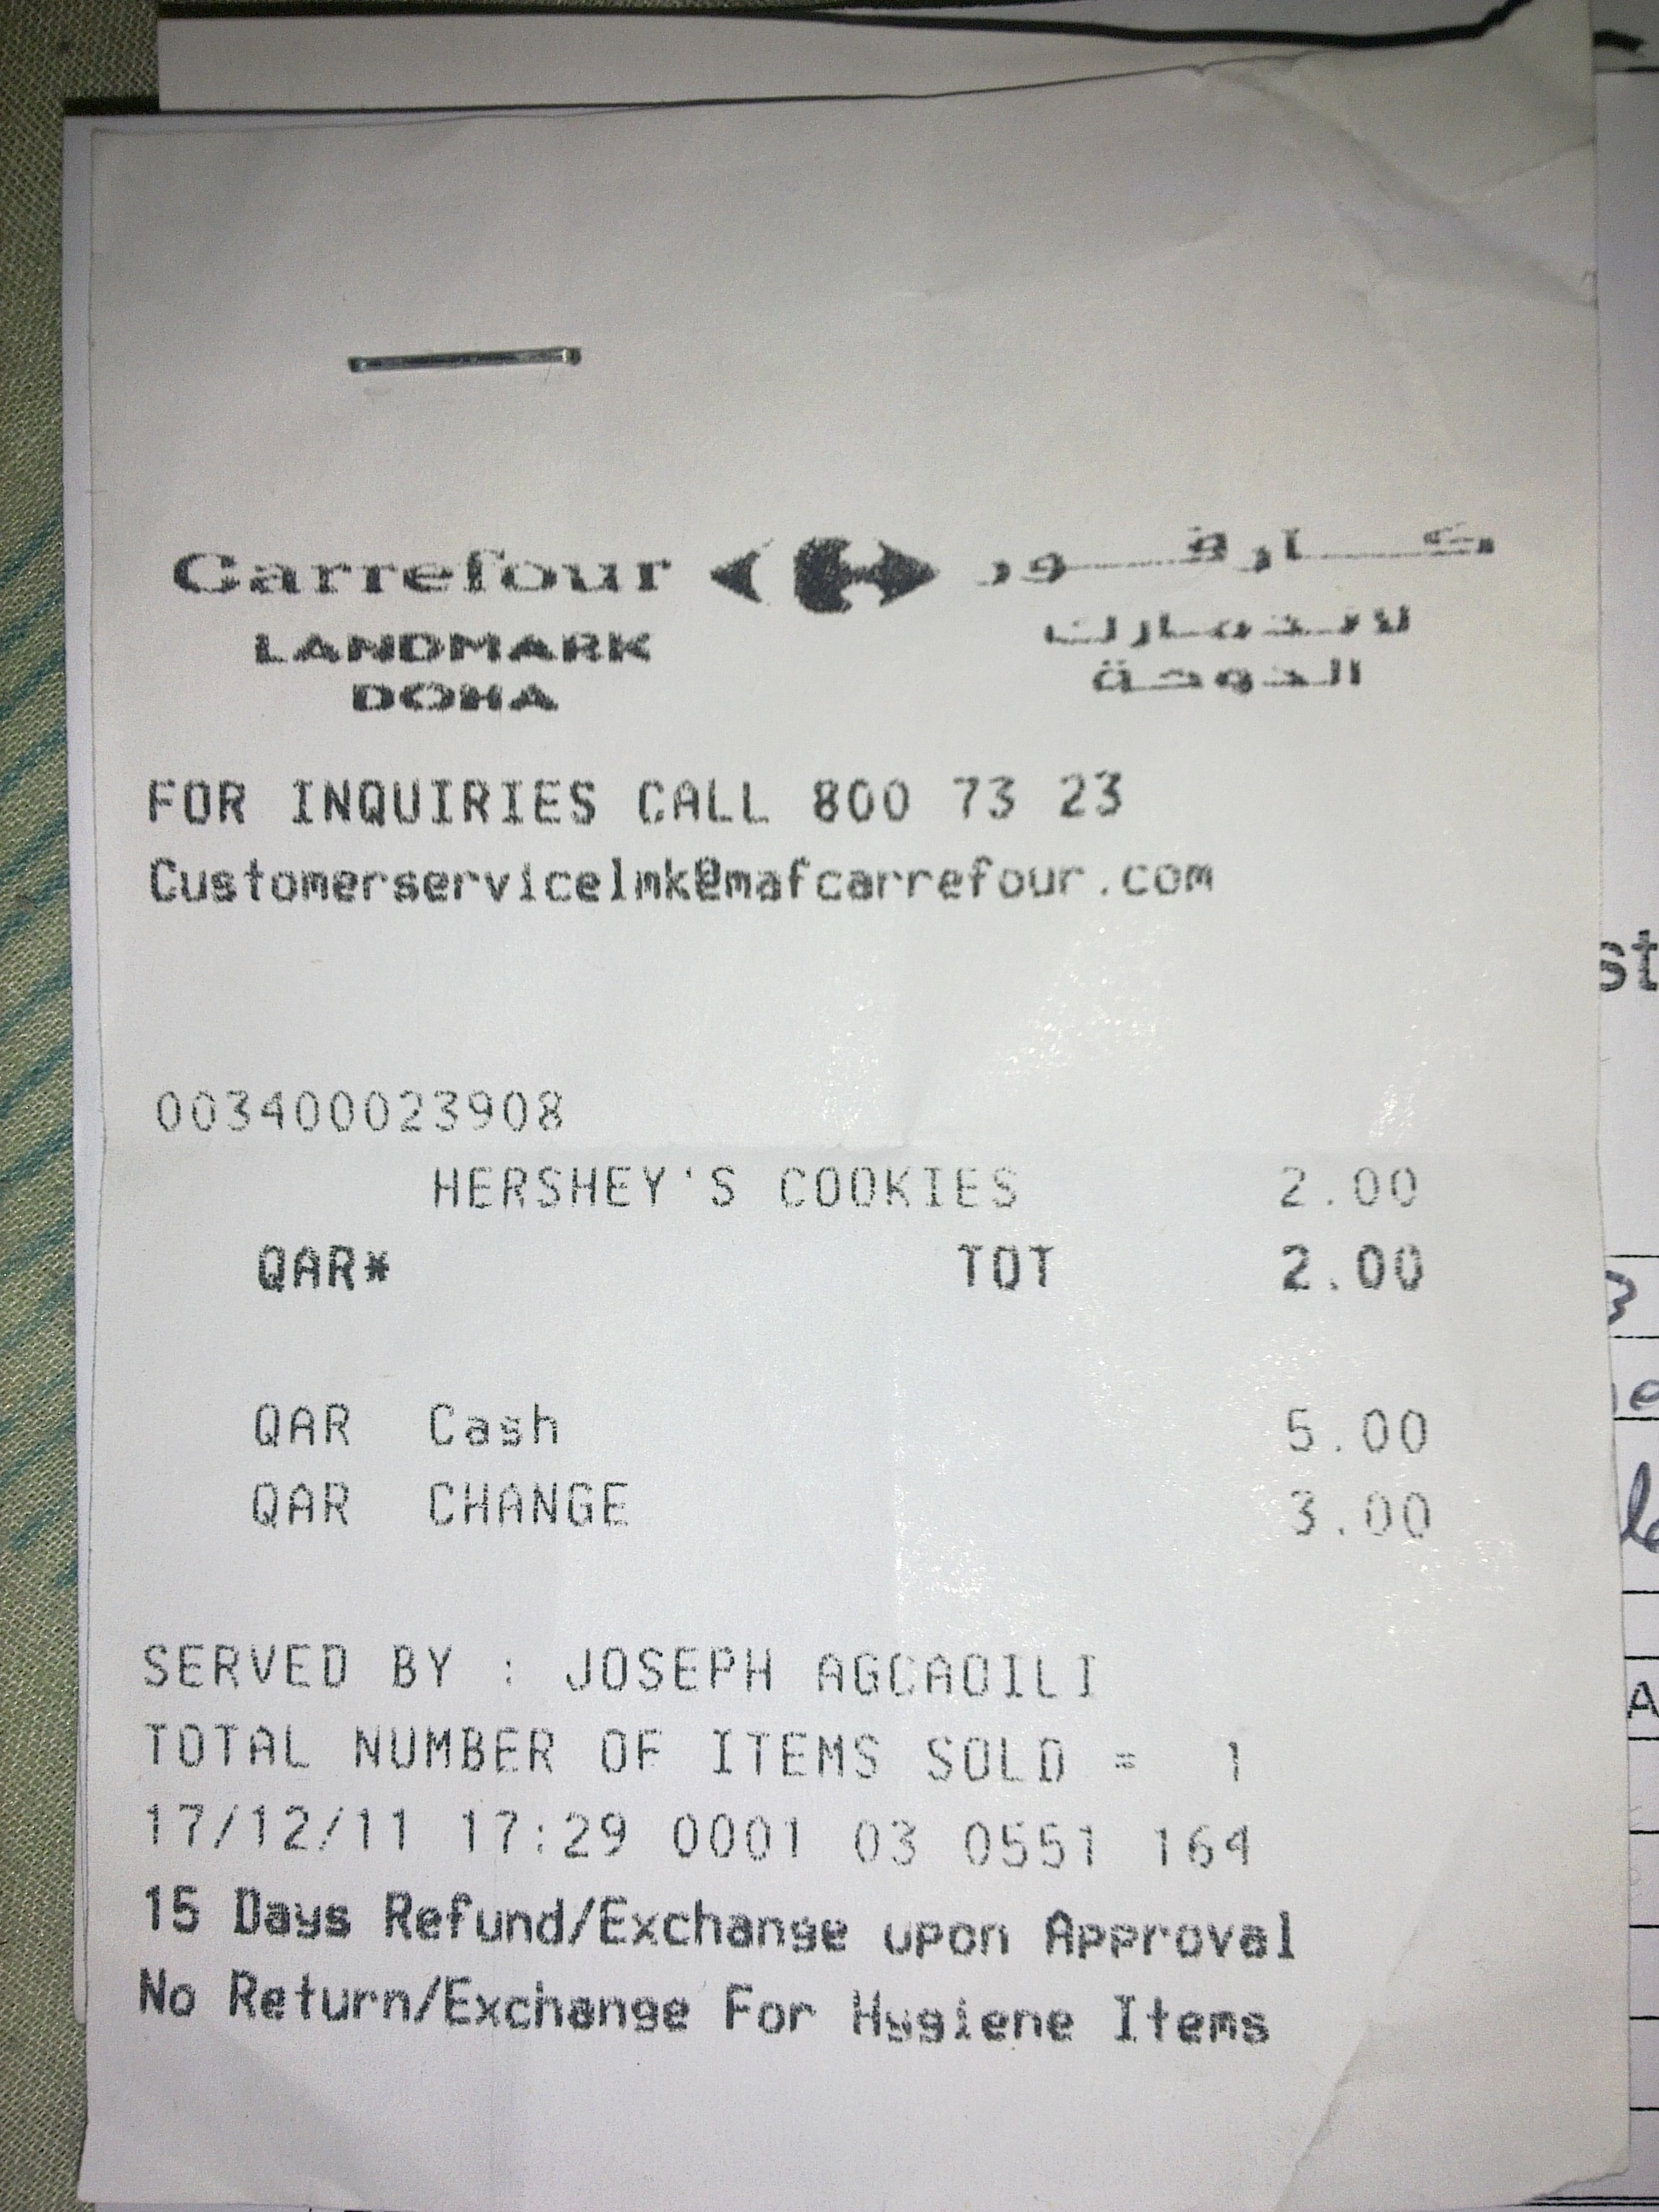 Carrefour كارفور
LANDMARK لاندمارك
DOHA الدوحة
FOR INQUIRIES CALL 800 73 23
Customerservicelmk@mafcarrefour.com
003400023908
HERSHEY'S COOKIES 2.00
QAR* TOT 2.00
QAR Cash 5.00
QAR CHANGE 3.00
SERVED BY : JOSEPH AGCAOILI
TOTAL NUMBER OF ITEMS SOLD = 1
17/12/11 17:29 0001 03 0551 164
15 Days Refund/Exchange upon Approval
No Return/Exchange For Hygiene Items
st
A